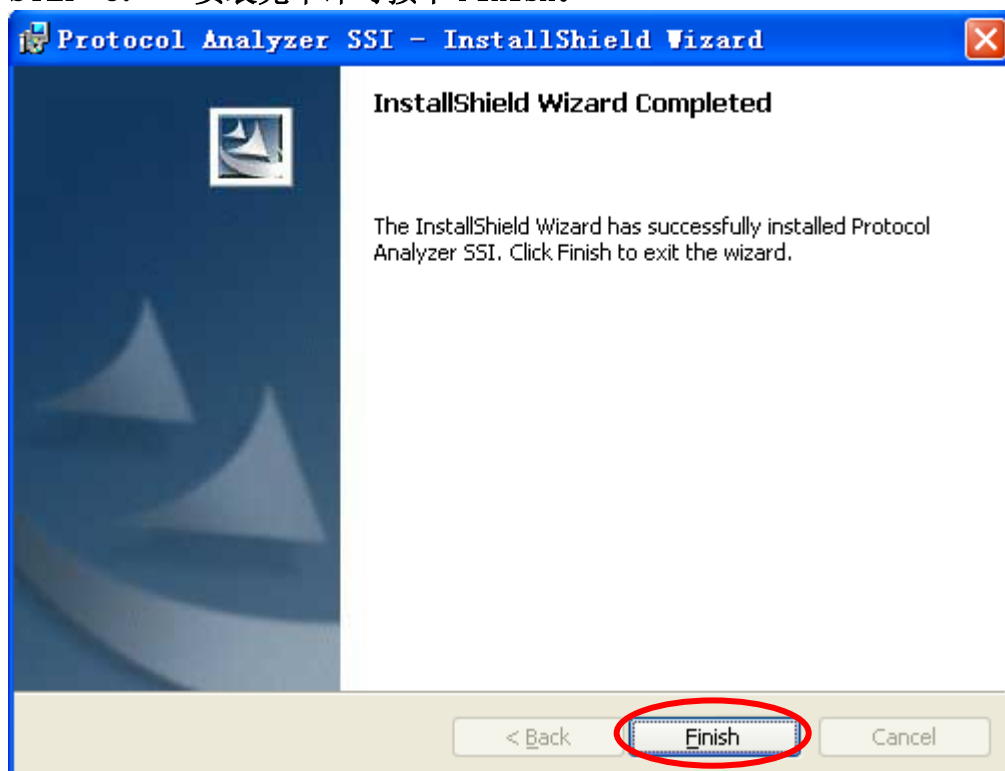 Protocol Analyzer SSI - InstallShield Wizard
InstallShield Wizard Completed
The InstallShield Wizard has successfully installed Protocol
Analyzer SSI. Click Finish to exit the wizard.
< Back Finish Cancel